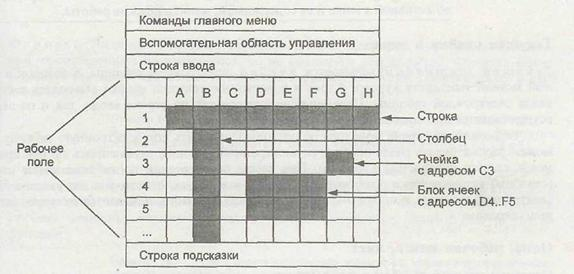 Команды главного меню
Вспомогательная область управления
Строка ввода
A B C D E F G H
1
Строка
2
Столбец
Рабочее
поле
3
Ячейка
с адресом C3
4
Блок ячеек
с адресом D4..F5
5
...
Строка подсказки